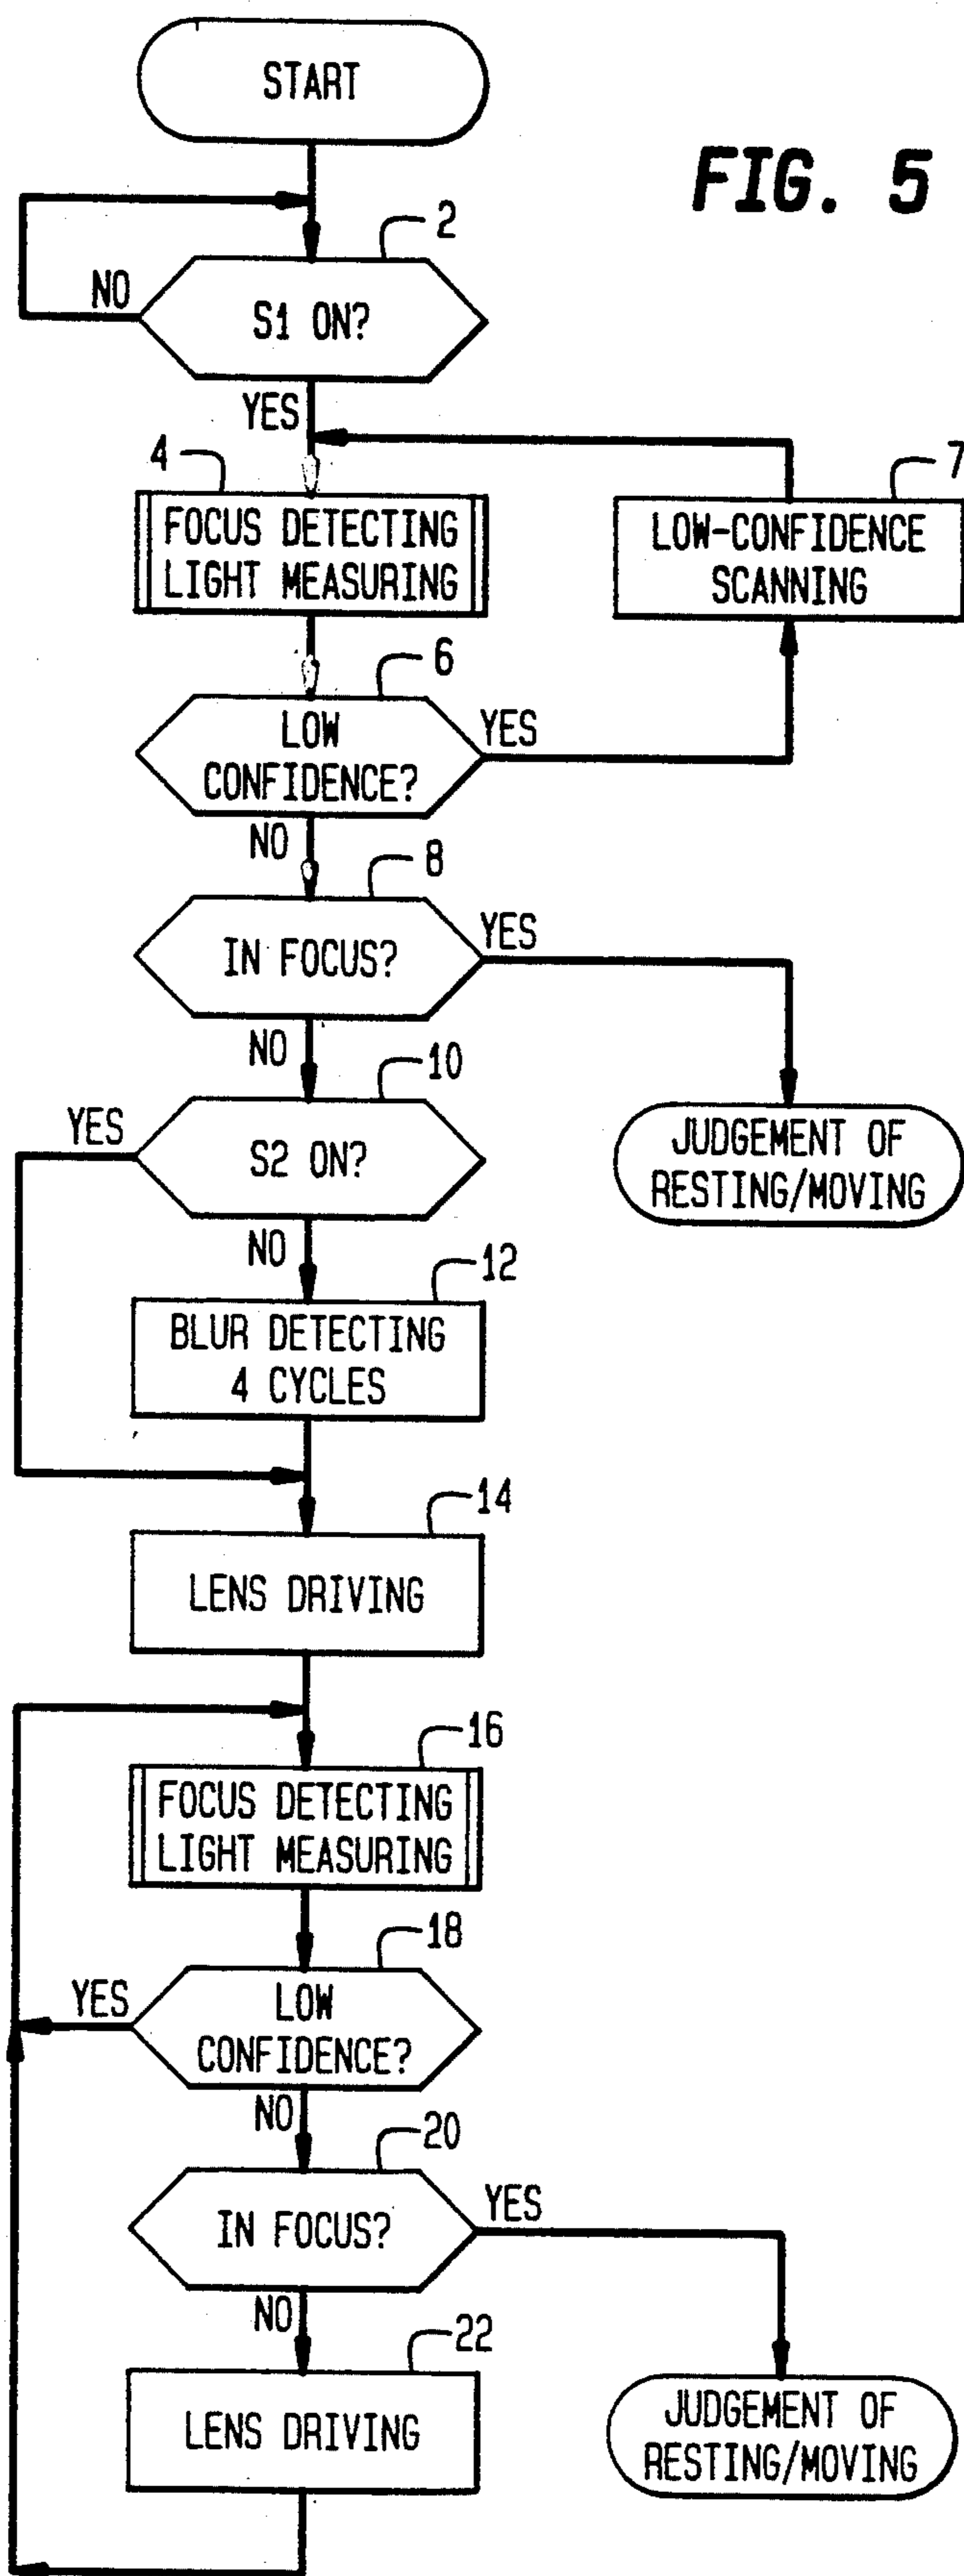 START
FIG. 5
2
NO
S1 ON?
YES
4
7
FOCUS DETECTING
LIGHT MEASURING
LOW-CONFIDENCE
SCANNING
6
LOW
CONFIDENCE?
YES
NO
8
IN FOCUS?
YES
NO
10
YES
S2 ON?
JUDGEMENT OF
RESTING/MOVING
NO
12
BLUR DETECTING
4 CYCLES
14
LENS DRIVING
16
FOCUS DETECTING
LIGHT MEASURING
18
YES
LOW
CONFIDENCE?
NO
20
IN FOCUS?
YES
NO
22
LENS DRIVING
JUDGEMENT OF
RESTING/MOVING